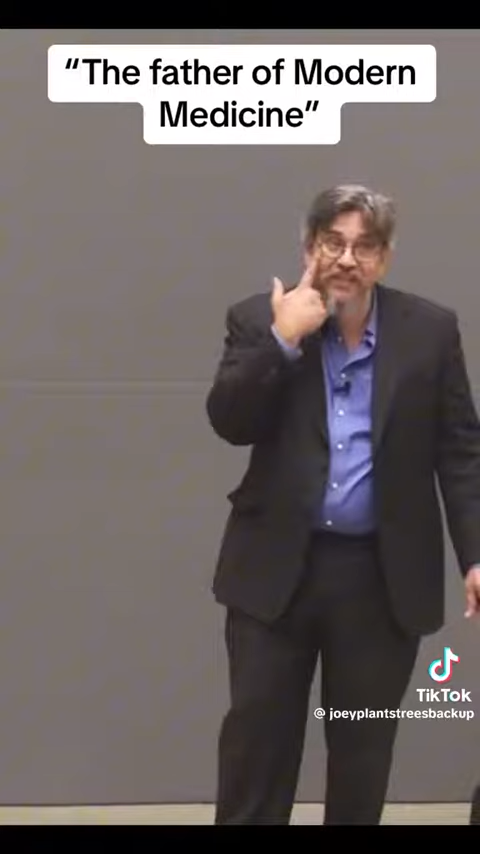 “The father of Modern
Medicine”
TikTok
@ joeyplantstreesbackup